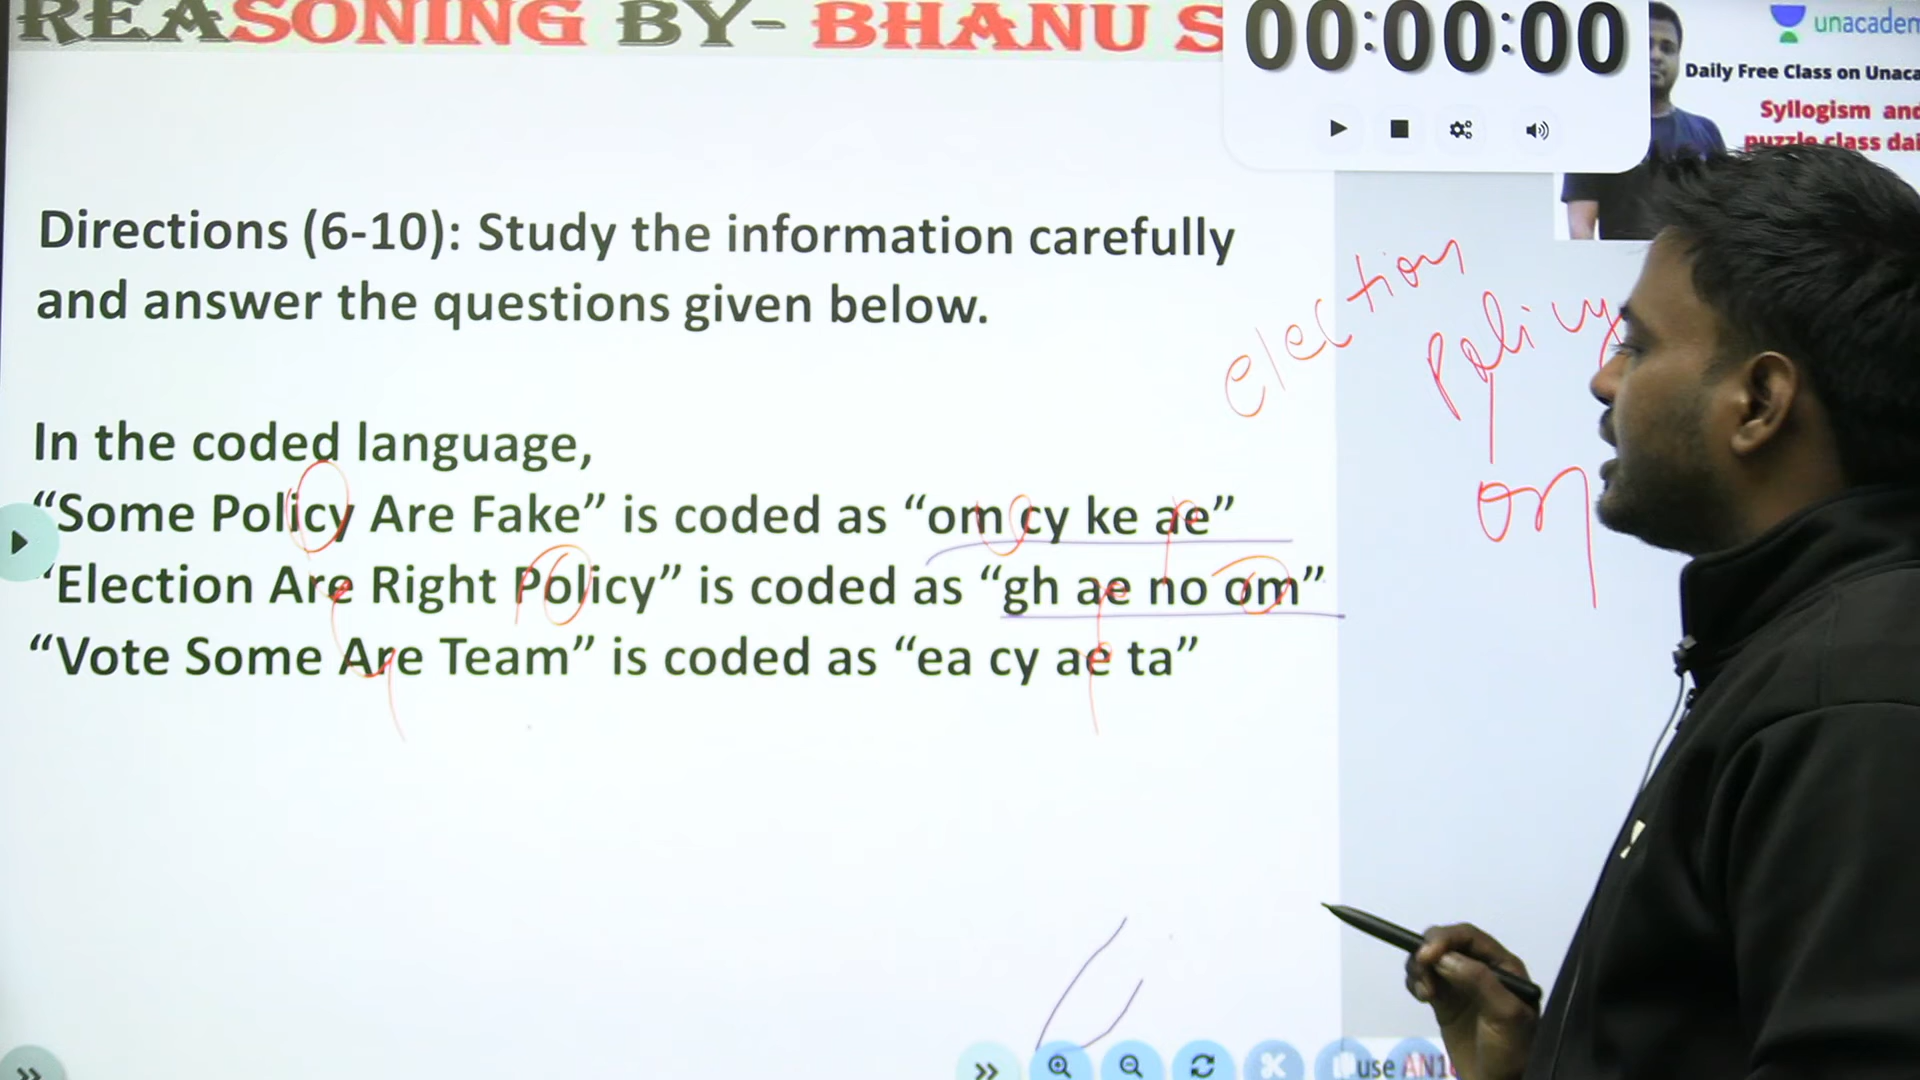 REASONING BY- BHANU S
00:00:00
unacadem
Daily Free Class on Unaca
Syllogism and
puzzle class dai
Directions (6-10): Study the information carefully
and answer the questions given below.
election
Policy
om
In the coded language,
“Some Policy Are Fake” is coded as “om cy ke ae”
“Election Are Right Policy” is coded as “gh ae no om”
“Vote Some Are Team” is coded as “ea cy ae ta”
use AN1